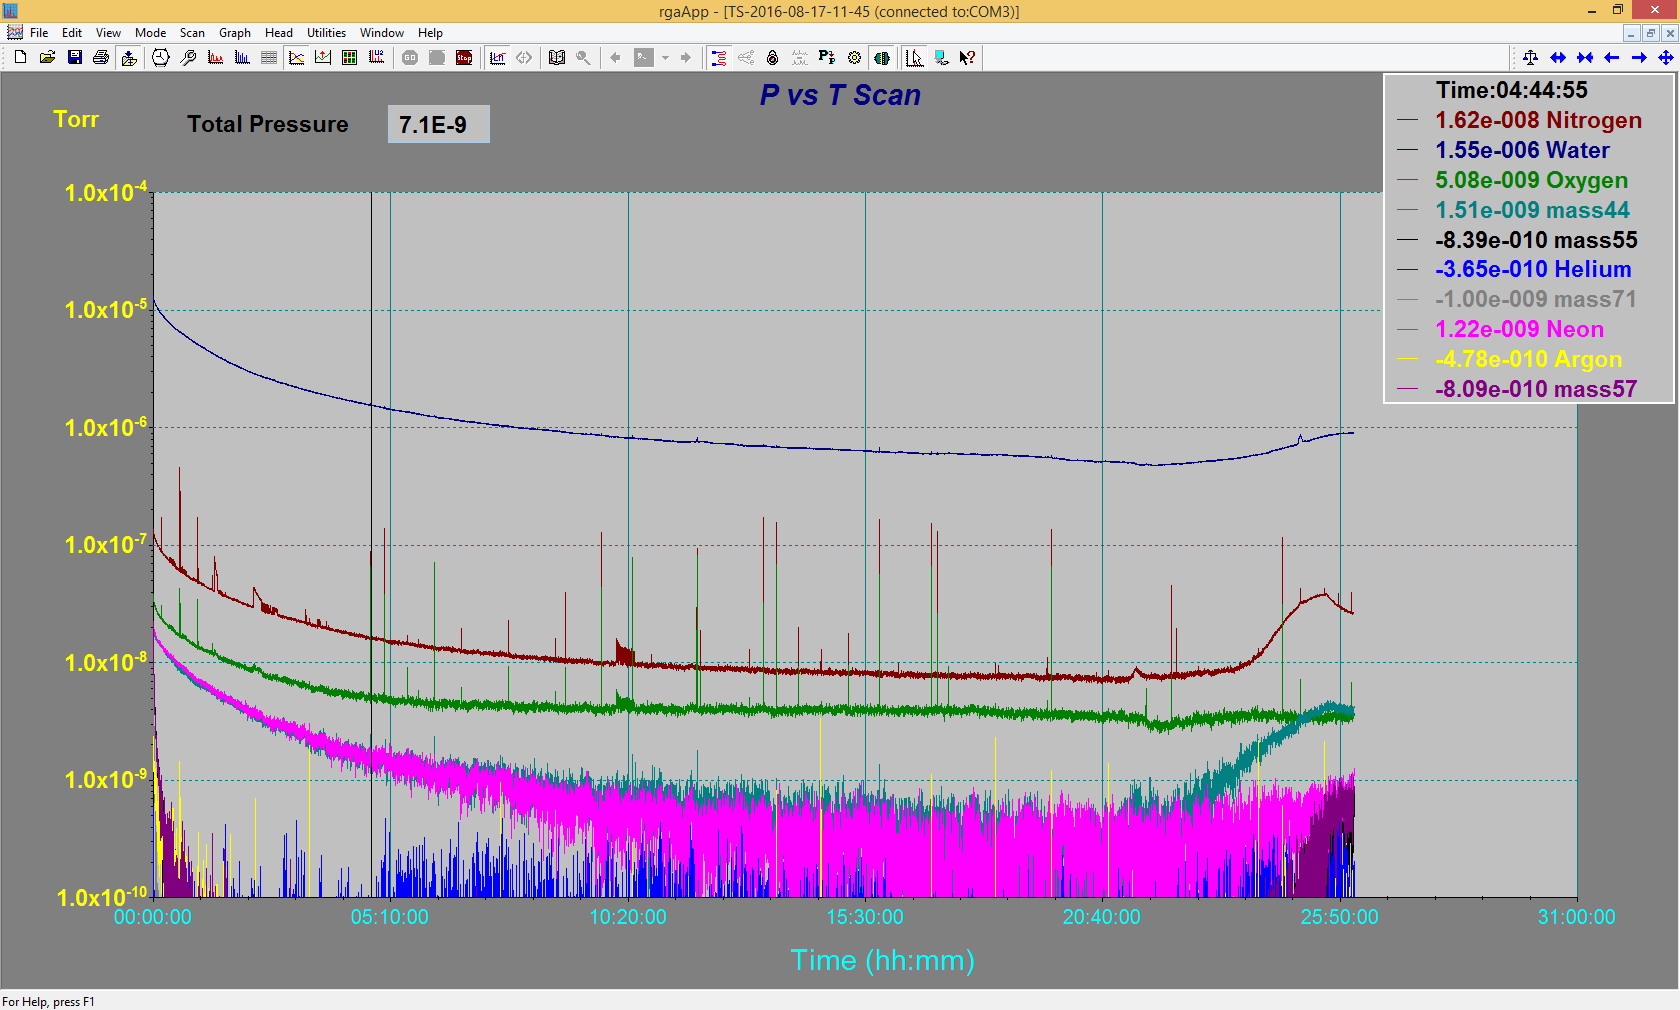 rgaApp - [TS-2016-08-17-11-45 (connected to:COM3)]
File Edit View Mode Scan Graph Head Utilities Window Help
GO Stop
P vs T Scan
Torr
Total Pressure 7.1E-9
Time:04:44:55
1.62e-008 Nitrogen
1.55e-006 Water
5.08e-009 Oxygen
1.51e-009 mass44
-8.39e-010 mass55
-3.65e-010 Helium
-1.00e-009 mass71
1.22e-009 Neon
-4.78e-010 Argon
-8.09e-010 mass57
1.0x10-4
1.0x10-5
1.0x10-6
1.0x10-7
1.0x10-8
1.0x10-9
1.0x10-10
00:00:00 05:10:00 10:20:00 15:30:00 20:40:00 25:50:00 31:00:00
Time (hh:mm)
For Help, press F1